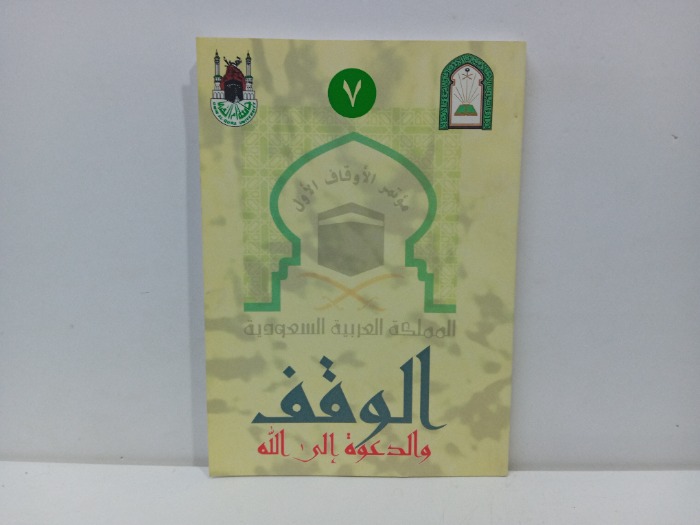 ٧
مؤتمر الأوقاف الأول
المملكة العربية السعودية
الوقف
والدعوة إلى الله